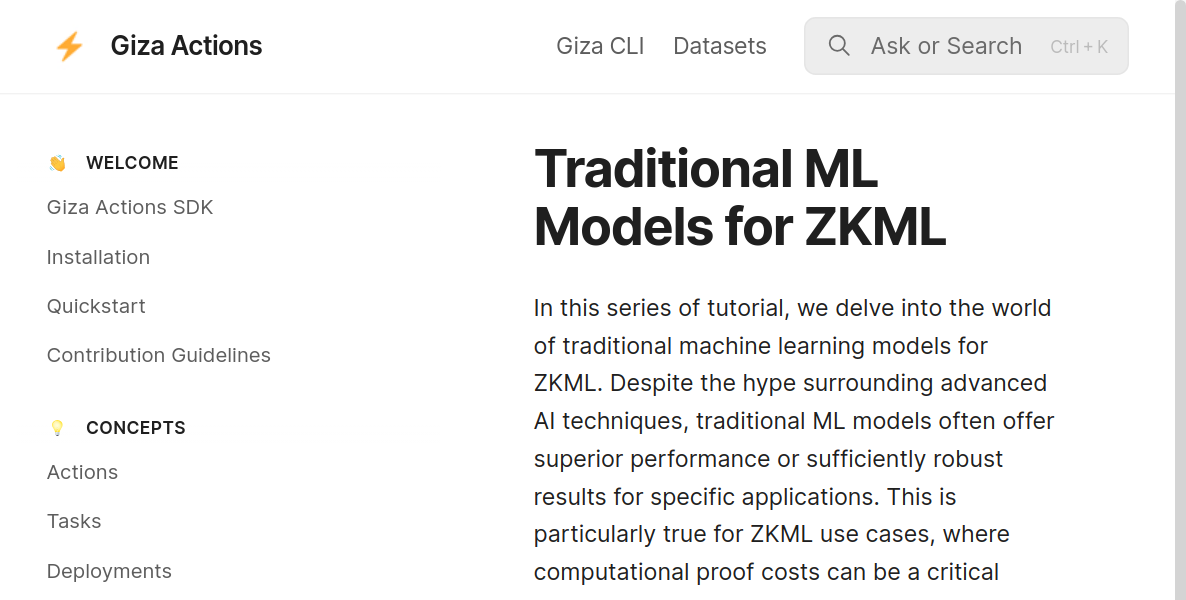 Giza Actions
Giza CLI
Datasets
Ask or Search
Ctrl + K
WELCOME
Giza Actions SDK
Installation
Quickstart
Contribution Guidelines
CONCEPTS
Actions
Tasks
Deployments
Traditional ML
Models for ZKML
In this series of tutorial, we delve into the world
of traditional machine learning models for
ZKML. Despite the hype surrounding advanced
AI techniques, traditional ML models often offer
superior performance or sufficiently robust
results for specific applications. This is
particularly true for ZKML use cases, where
computational proof costs can be a critical